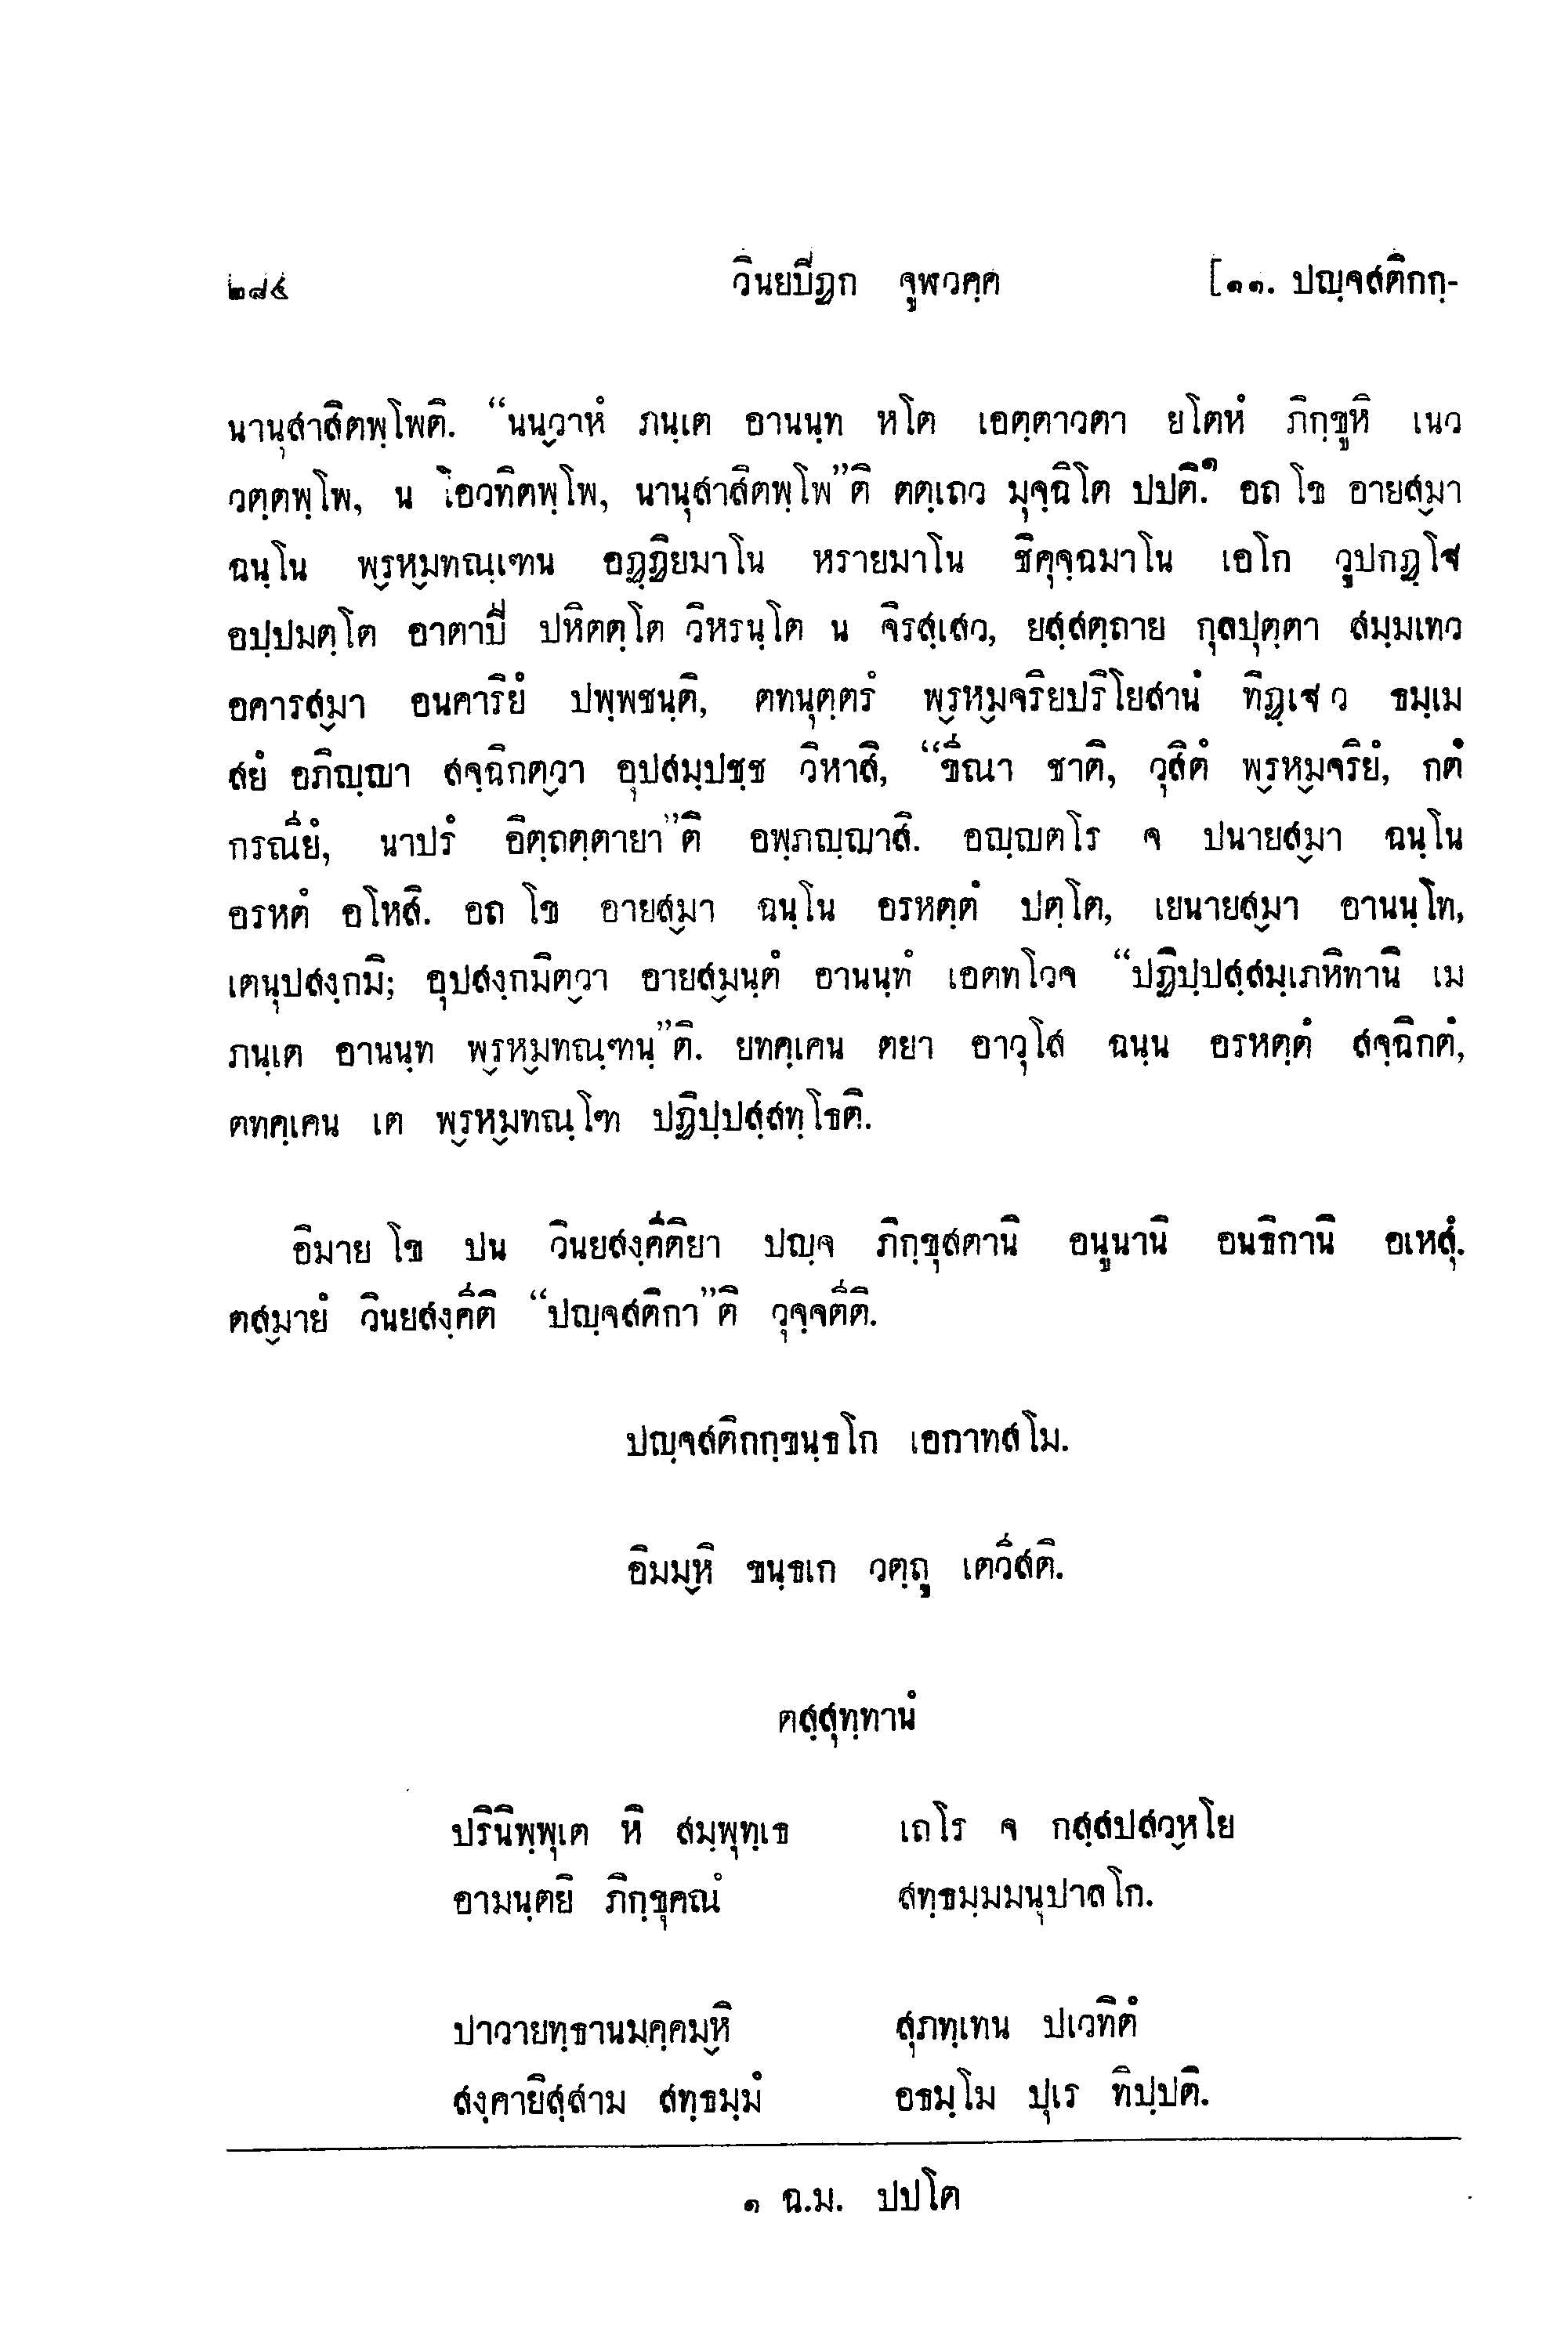 ๒๘๔ วินยปิฏก จูฬวคฺค [๑๑. ปญฺจสติกกฺ-
นานุสาสิตพฺโพติ. “นนฺวาหํ ภนฺเต อานนฺท หโต เอตฺตาวตา ยโตหํ ภิกฺขูหิ เนว
วตฺตพฺโพ, น โอวทิตพฺโพ, นานุสาสิตพฺโพ”ติ ตตฺเถว มุจฺฉิโต ปปติ.๑ อถ โข อายสฺมา
ฉนฺโน พฺรหฺมทณฺเฑน อฏฺฏิยมาโน หรายมาโน ชิคุจฺฉมาโน เอโก วูปกฏฺโฐ
อปฺปมตฺโต อาตาปี ปหิตตฺโต วิหรนฺโต น จิรสฺเสว, ยสฺสตฺถาย กุลปุตฺตา สมฺมเทว
อคารสฺมา อนคาริยํ ปพฺพชนฺติ, ตทนุตฺตรํ พฺรหฺมจริยปริโยสานํ ทิฏฺเฐว ธมฺเม
สยํ อภิญฺญา สจฺฉิกตฺวา อุปสมฺปชฺช วิหาสิ, “ขีณา ชาติ, วุสิตํ พฺรหฺมจริยํ, กตํ
กรณียํ, นาปรํ อิตฺถตฺตายา”ติ อพฺภญฺญาสิ. อญฺญตโร จ ปนายสฺมา ฉนฺโน
อรหตํ อโหสิ. อถ โข อายสฺมา ฉนฺโน อรหตฺตํ ปตฺโต, เยนายสฺมา อานนฺโท,
เตนุปสงฺกมิ; อุปสงฺกมิตฺวา อายสฺมนฺตํ อานนฺทํ เอตทโวจ “ปฏิปฺปสฺสมฺเภหิทานิ เม
ภนฺเต อานนฺท พฺรหฺมทณฺฑนฺ”ติ. ยทคฺเคน ตยา อาวุโส ฉนฺน อรหตฺตํ สจฺฉิกตํ,
ตทคฺเคน เต พฺรหฺมทณฺโฑ ปฏิปฺปสฺสทฺโธติ.
อิมาย โข ปน วินยสงฺคีติยา ปญฺจ ภิกฺขุสตานิ อนูนานิ อนธิกานิ อเหสุํ.
ตสฺมายํ วินยสงฺคีติ “ปญฺจสติกา”ติ วุจฺจตีติ.
ปญฺจสติกกฺขนฺธโก เอกาทสโม.
อิมมฺหิ ขนฺธเก วตฺถู เตวีสติ.
ตสฺสุทฺทานํ
ปรินิพฺพุเต หิ สมฺพุทฺเธ เถโร จ กสฺสปสวฺหโย
อามนฺตยิ ภิกฺขุคณํ สทฺธมฺมมนุปาลโก.
ปาวายทฺธานมคฺคมฺหิ สุภทฺเทน ปเวทิตํ
สงฺคายิสฺสาม สทฺธมฺมํ อธมฺโม ปุเร ทิปฺปติ.
๑ ฉ.ม. ปปโต